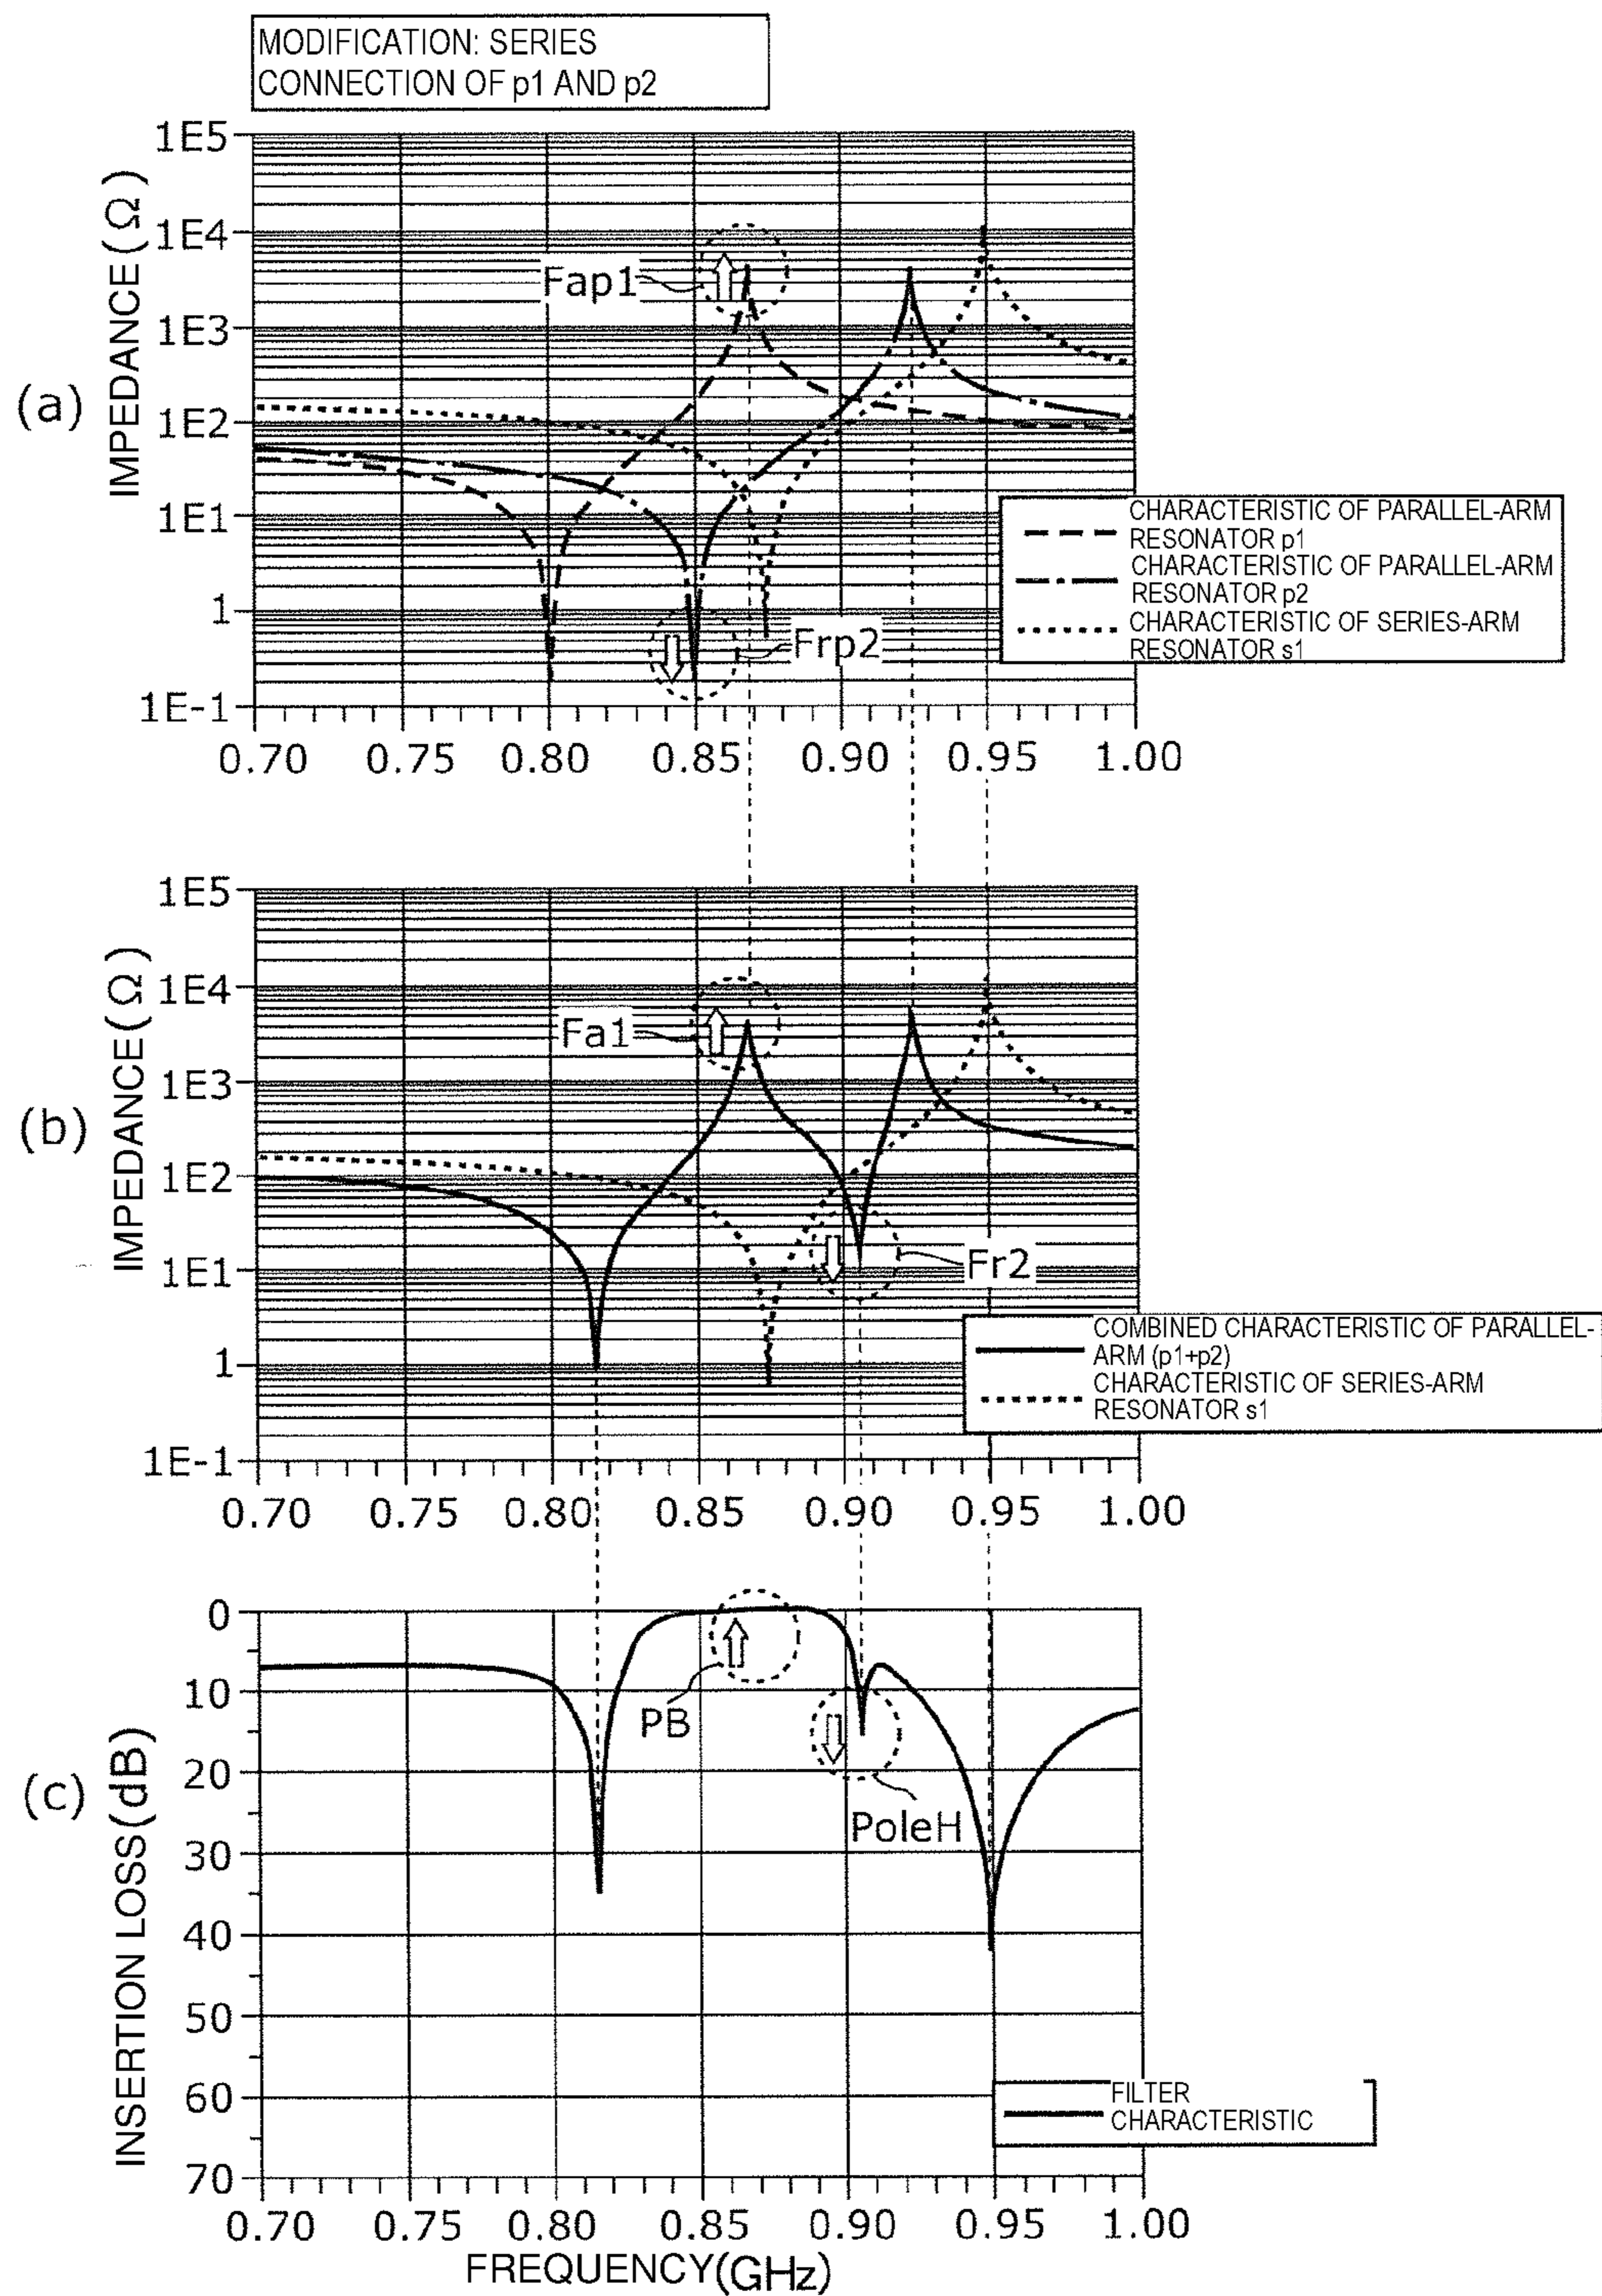 MODIFICATION: SERIES
CONNECTION OF p1 AND p2
(a)
IMPEDANCE(Ω)
1E5
1E4
1E3
1E2
1E1
1
1E-1
Fap1
Frp2
CHARACTERISTIC OF PARALLEL-ARM
RESONATOR p1
CHARACTERISTIC OF PARALLEL-ARM
RESONATOR p2
CHARACTERISTIC OF SERIES-ARM
RESONATOR s1
0.70 0.75 0.80 0.85 0.90 0.95 1.00
(b)
IMPEDANCE(Ω)
1E5
1E4
1E3
1E2
1E1
1
1E-1
Fa1
Fr2
COMBINED CHARACTERISTIC OF PARALLEL-
ARM (p1+p2)
CHARACTERISTIC OF SERIES-ARM
RESONATOR s1
0.70 0.75 0.80 0.85 0.90 0.95 1.00
(c)
INSERTION LOSS(dB)
0
10
20
30
40
50
60
70
PB
PoleH
FILTER
CHARACTERISTIC
0.70 0.75 0.80 0.85 0.90 0.95 1.00
FREQUENCY(GHz)